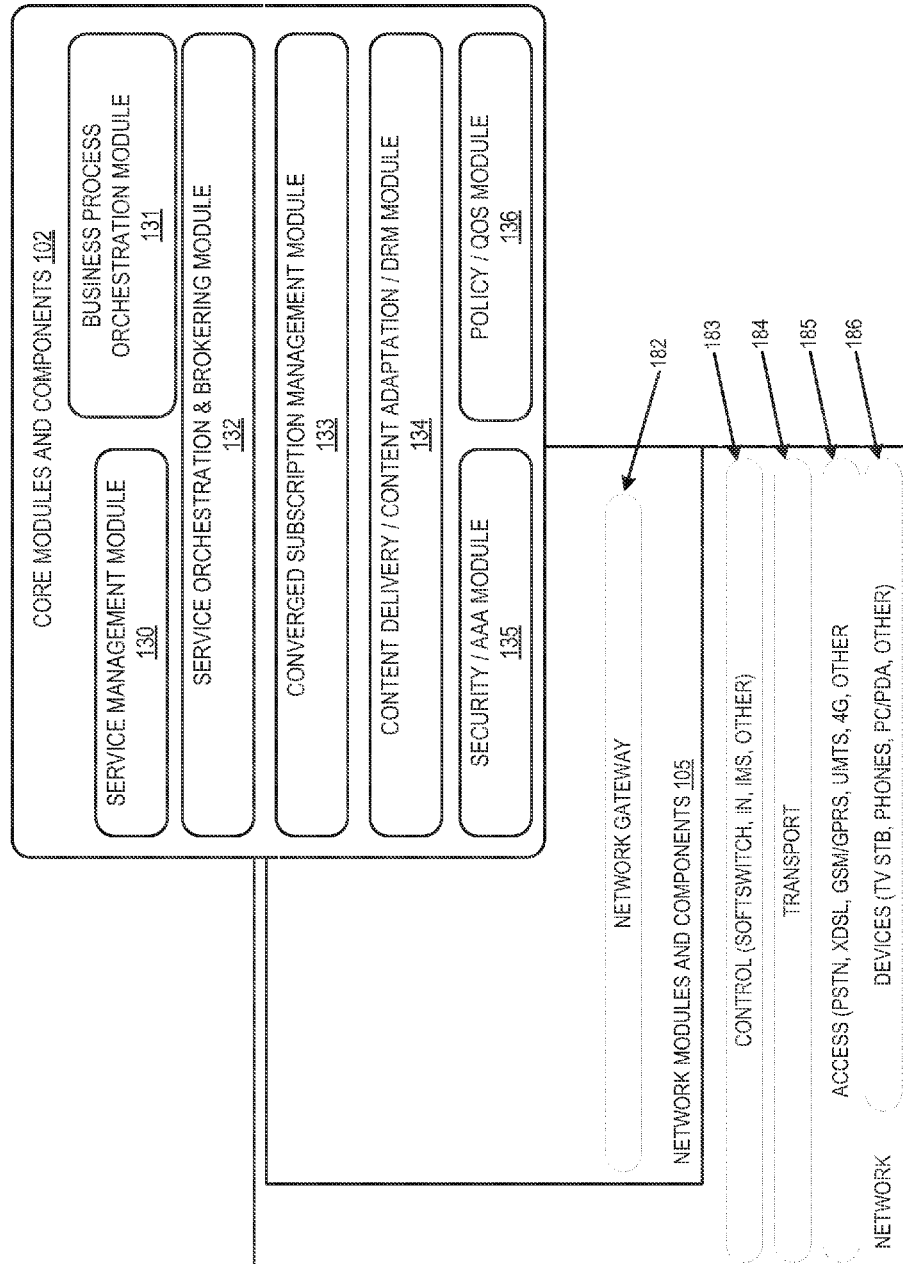 CORE MODULES AND COMPONENTS 102
SERVICE MANAGEMENT MODULE
130
BUSINESS PROCESS
ORCHESTRATION MODULE
131
SERVICE ORCHESTRATION & BROKERING MODULE
132
CONVERGED SUBSCRIPTION MANAGEMENT MODULE
133
CONTENT DELIVERY / CONTENT ADAPTATION / DRM MODULE
134
SECURITY / AAA MODULE
135
POLICY / QOS MODULE
136
NETWORK GATEWAY
182
NETWORK MODULES AND COMPONENTS 105
CONTROL (SOFTSWITCH, IN, IMS, OTHER)
183
TRANSPORT
184
ACCESS (PSTN, XDSL, GSM/GPRS, UMTS, 4G, OTHER
185
NETWORK
DEVICES (TV STB, PHONES, PC/PDA, OTHER)
186